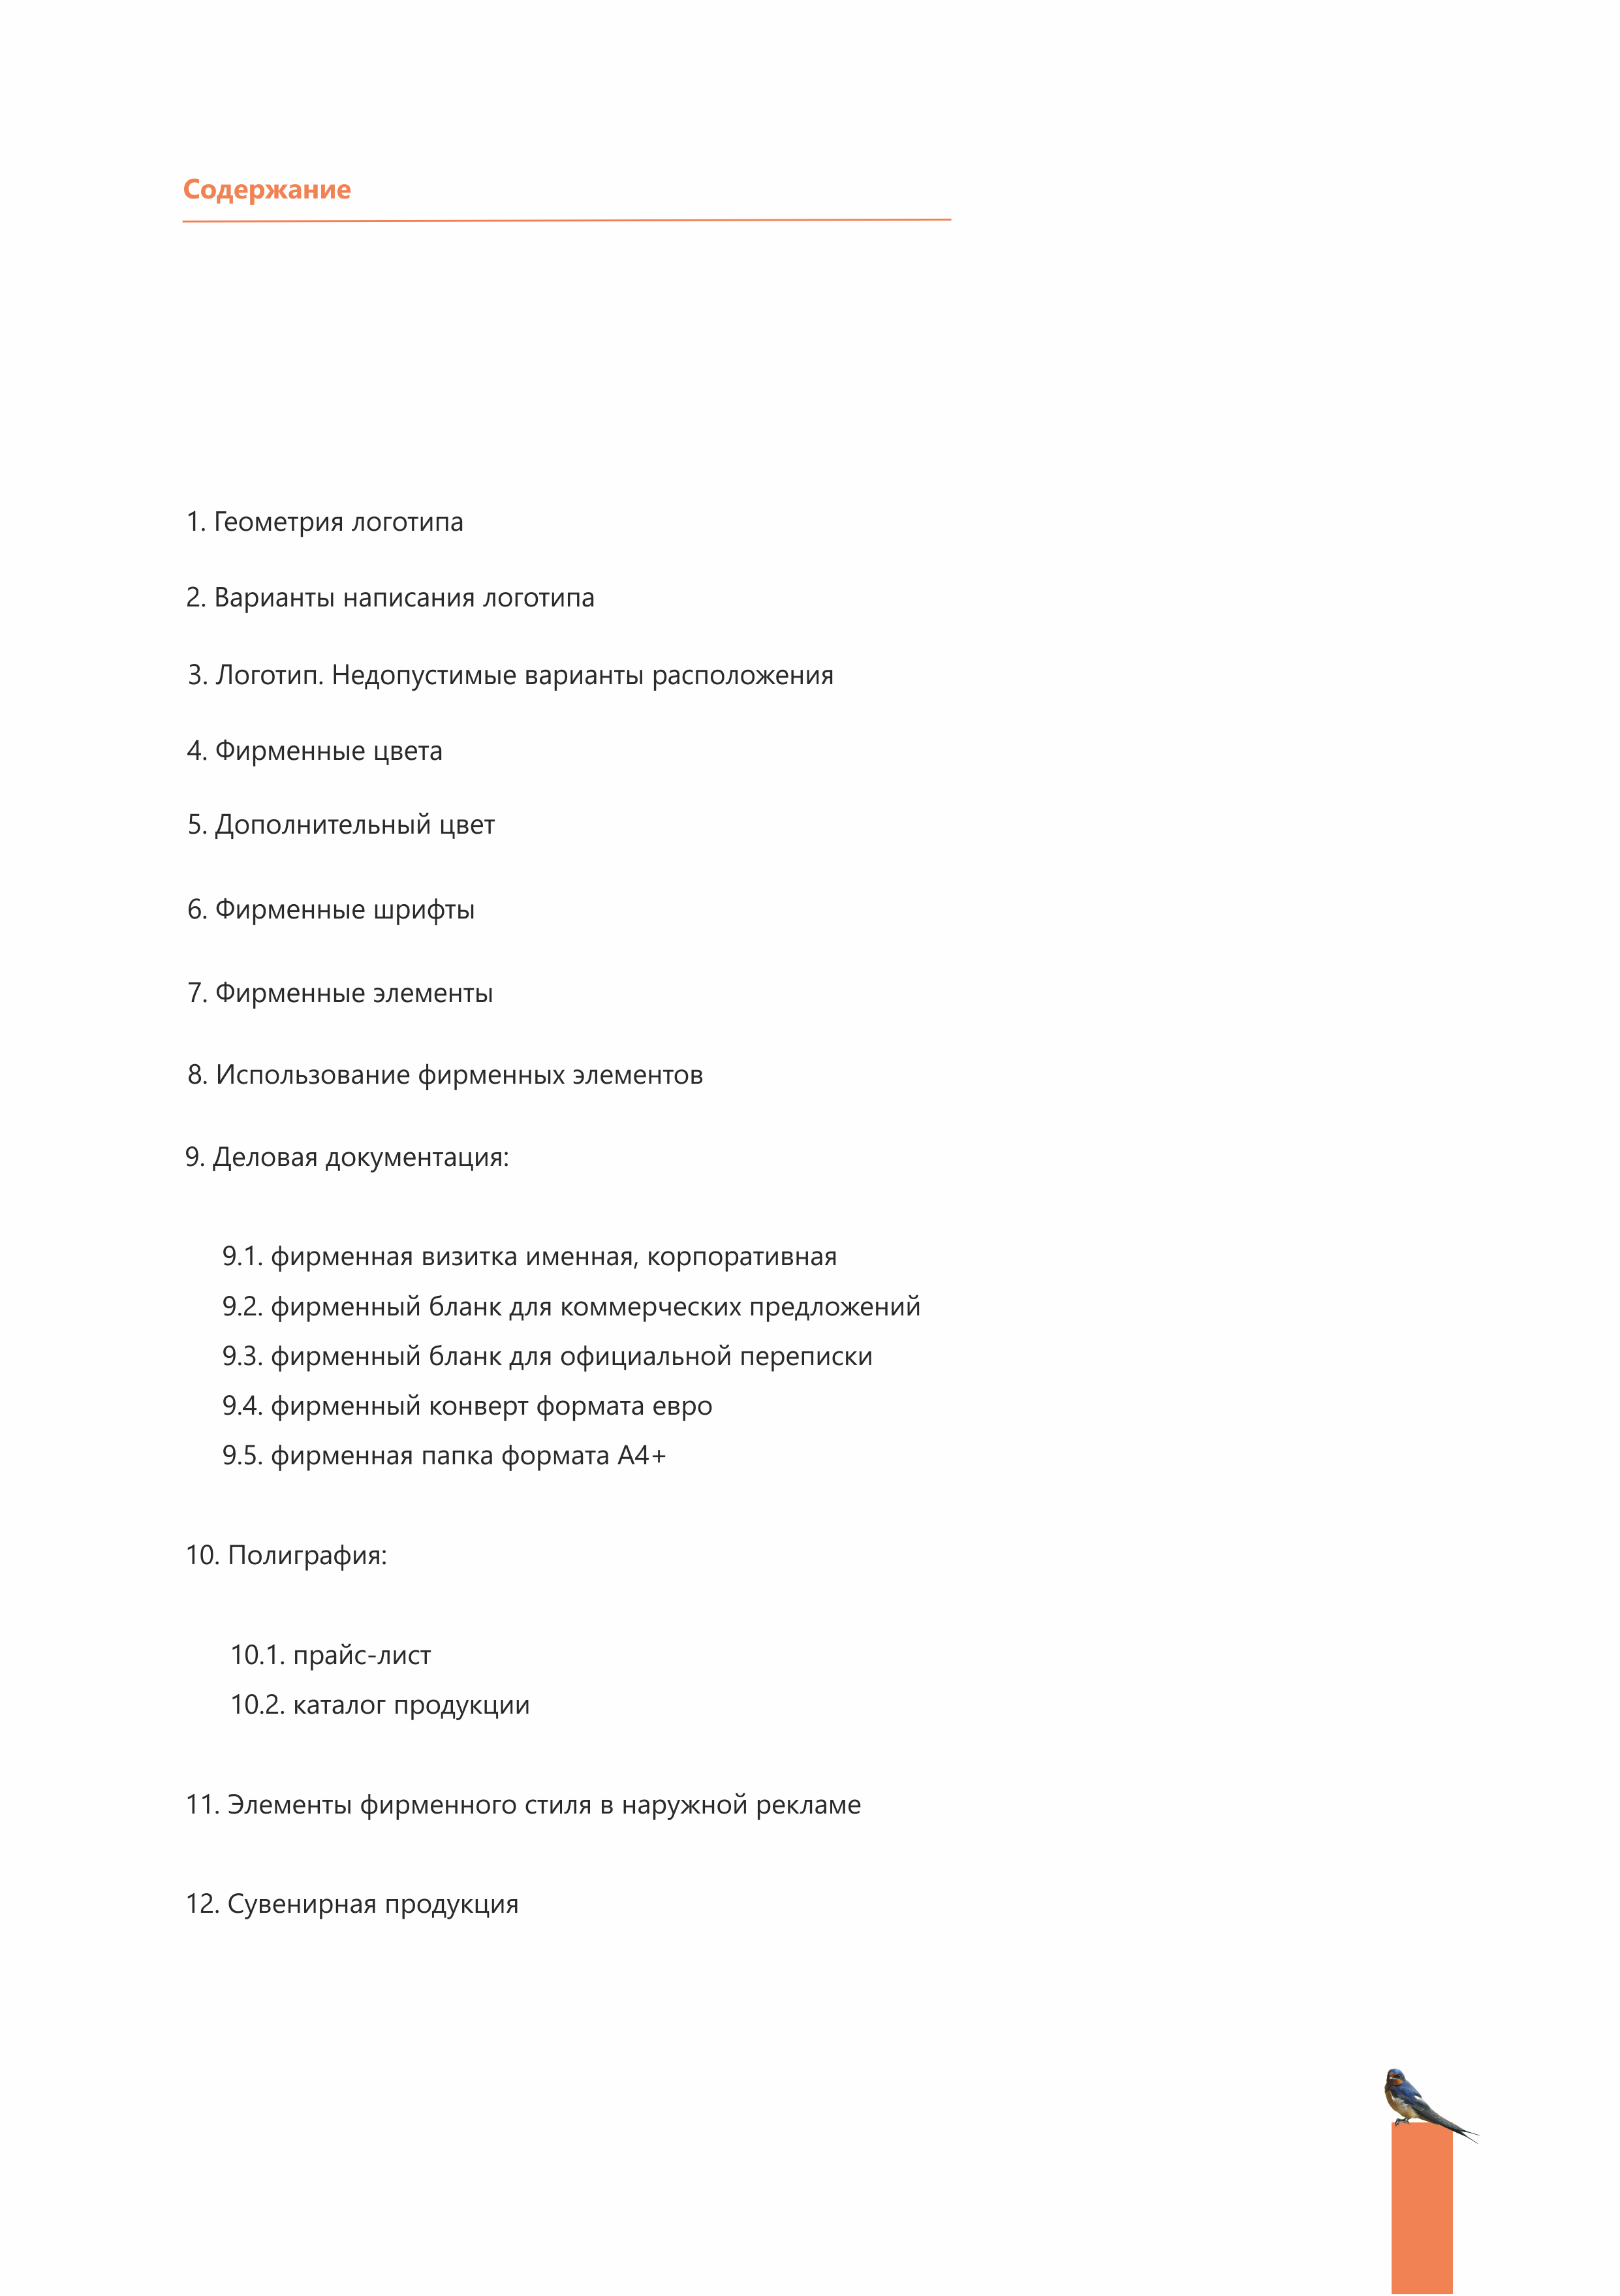 Содержание
1. Геометрия логотипа
2. Варианты написания логотипа
3. Логотип. Недопустимые варианты расположения
4. Фирменные цвета
5. Дополнительный цвет
6. Фирменные шрифты
7. Фирменные элементы
8. Использование фирменных элементов
9. Деловая документация:
9.1. фирменная визитка именная, корпоративная
9.2. фирменный бланк для коммерческих предложений
9.3. фирменный бланк для официальной переписки
9.4. фирменный конверт формата евро
9.5. фирменная папка формата А4+
10. Полиграфия:
10.1. прайс-лист
10.2. каталог продукции
11. Элементы фирменного стиля в наружной рекламе
12. Сувенирная продукция